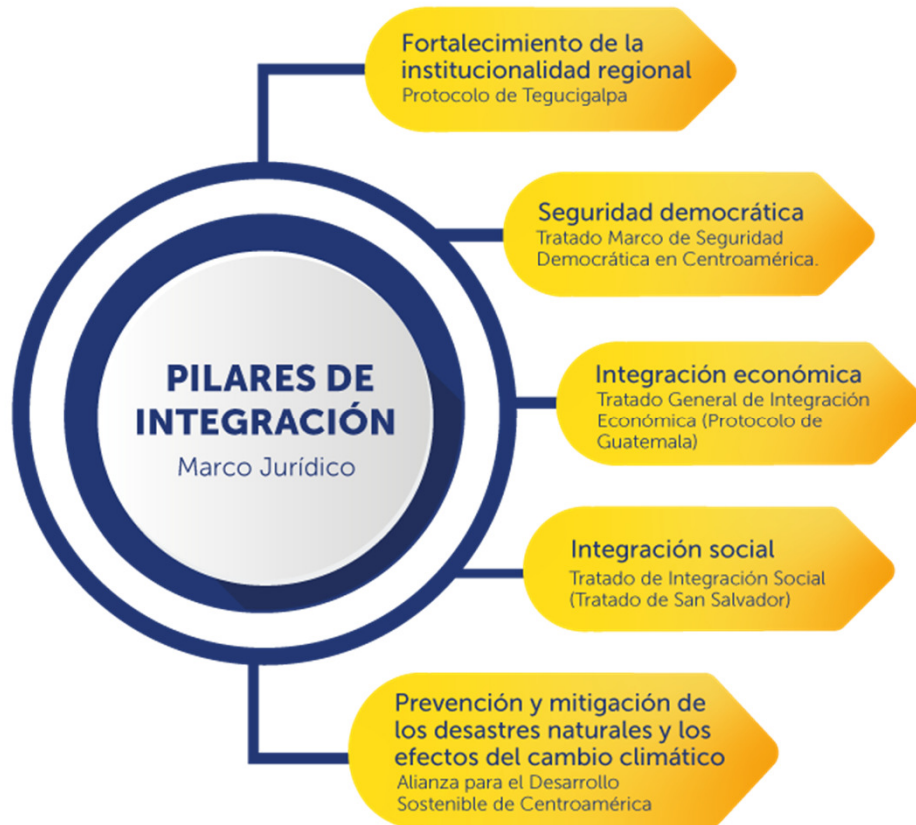 Fortalecimiento de la
institucionalidad regional
Protocolo de Tegucigalpa
Seguridad democrática
Tratado Marco de Seguridad
Democrática en Centroamérica.
PILARES DE
INTEGRACIÓN
Marco Jurídico
Integración económica
Tratado General de Integración
Económica (Protocolo de
Guatemala)
Integración social
Tratado de Integración Social
(Tratado de San Salvador)
Prevención y mitigación de
los desastres naturales y los
efectos del cambio climático
Alianza para el Desarrollo
Sostenible de Centroamérica